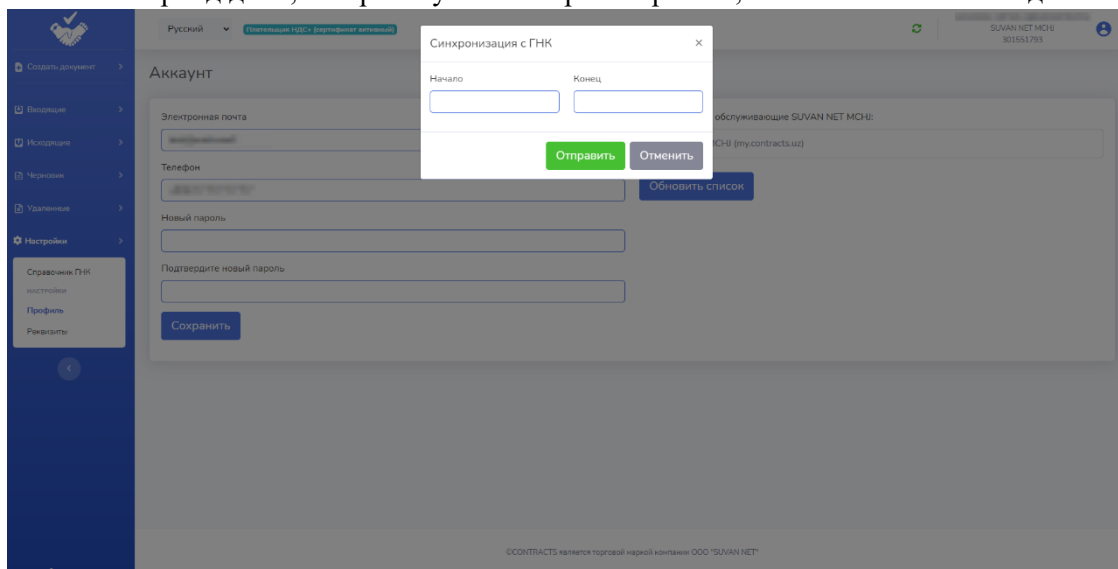 Русский
Плательщик НДС+ (сертификат активный)
SUVAN NET MCHJ
301551793
Синхронизация с ГНК
×
Начало
Конец
Отправить
Отменить
Создать документ
Входящие
Исходящие
Черновик
Удаленные
Настройки
Справочник ГНК
НАСТРОЙКИ
Профиль
Реквизиты
Аккаунт
Электронная почта
обслуживающие SUVAN NET MCHJ:
MCHJ (my.contracts.uz)
Телефон
Обновить список
Новый пароль
Подтвердите новый пароль
Сохранить
©CONTRACTS является торговой маркой компании ООО "SUVAN NET"